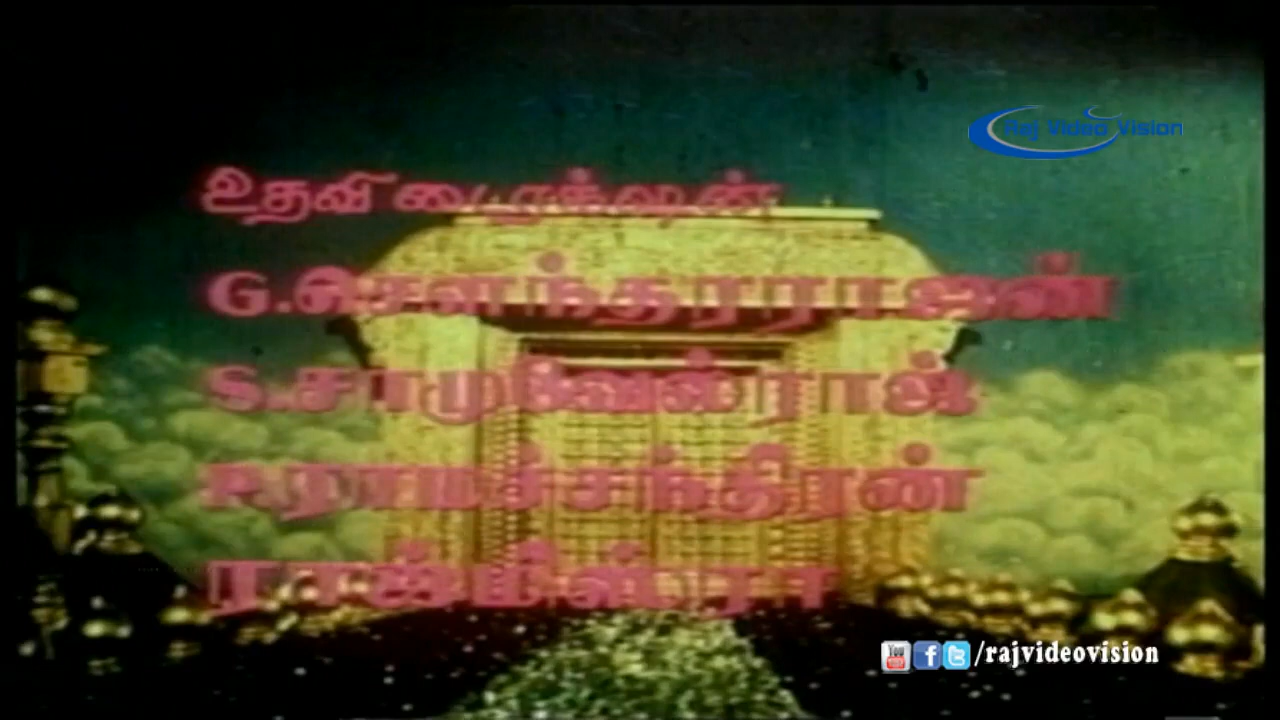 Raj Video Vision
உதவி டைரக்ஷன்
G.சௌந்தரராஜன்
S.சாமுவேல்ராஜ்
ராமச்சந்திரன்
ராஜ்மிஸ்ரா
/rajvideovision